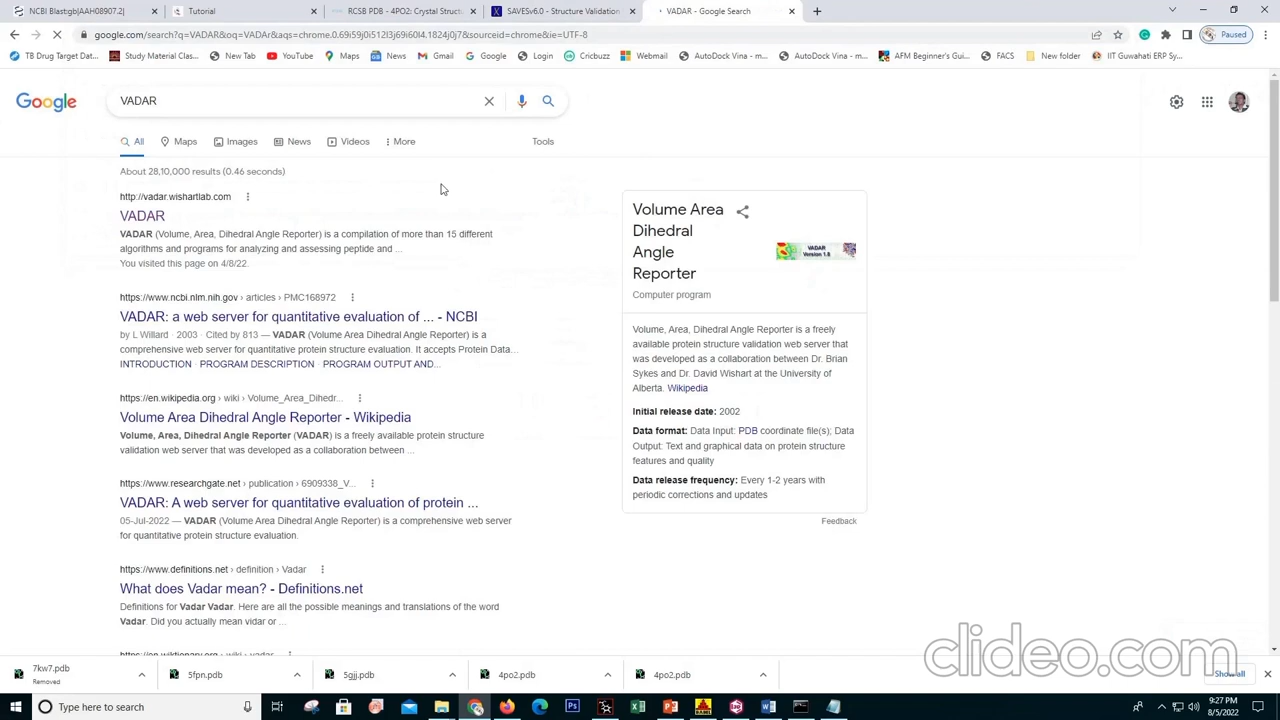 NCBI Blast:gb|AAH08907.2|
Tutorial
RCSB PDB - 4PO2: Crystal Struct
SAVESv6.0 - Structure Validation
VADAR - Google Search
google.com/search?q=VADAR&oq=VADAr&aqs=chrome.0.69i59j0i512l3j69i60l4.1824j0j7&sourceid=chrome&ie=UTF-8
Paused
TB Drug Target Dat...
Study Material Class...
New Tab
YouTube
Maps
News
Gmail
Google
Login
Cricbuzz
Webmail
AutoDock Vina - m...
AutoDock Vina - m...
AFM Beginner's Gui...
FACS
New folder
IIT Guwahati ERP Sy...
Google
VADAR
All
Maps
Images
News
Videos
More
Tools
About 28,10,000 results (0.46 seconds)
http://vadar.wishartlab.com
VADAR
VADAR (Volume, Area, Dihedral Angle Reporter) is a compilation of more than 15 different
algorithms and programs for analyzing and assessing peptide and ...
You visited this page on 4/8/22.
https://www.ncbi.nlm.nih.gov › articles › PMC168972
VADAR: a web server for quantitative evaluation of ... - NCBI
by L Willard · 2003 · Cited by 813 — VADAR (Volume Area Dihedral Angle Reporter) is a
comprehensive web server for quantitative protein structure evaluation. It accepts Protein Data...
INTRODUCTION · PROGRAM DESCRIPTION · PROGRAM OUTPUT AND...
https://en.wikipedia.org › wiki › Volume_Area_Dihedr...
Volume Area Dihedral Angle Reporter - Wikipedia
Volume, Area, Dihedral Angle Reporter (VADAR) is a freely available protein structure
validation web server that was developed as a collaboration between ...
https://www.researchgate.net › publication › 6909338_V...
VADAR: A web server for quantitative evaluation of protein ...
05-Jul-2022 — VADAR (Volume Area Dihedral Angle Reporter) is a comprehensive web server
for quantitative protein structure evaluation.
https://www.definitions.net › definition › Vadar
What does Vadar mean? - Definitions.net
Definitions for Vadar Vadar. Here are all the possible meanings and translations of the word
Vadar. Did you actually mean vidar or ...
https://en.wiktionary.org › wiki › vadar
Volume Area
Dihedral
Angle
Reporter
VADAR
Version 1.8
Computer program
Volume, Area, Dihedral Angle Reporter is a freely
available protein structure validation web server that
was developed as a collaboration between Dr. Brian
Sykes and Dr. David Wishart at the University of
Alberta. Wikipedia
Initial release date: 2002
Data format: Data Input: PDB coordinate file(s); Data
Output: Text and graphical data on protein structure
features and quality
Data release frequency: Every 1-2 years with
periodic corrections and updates
Feedback
clideo.com
7kw7.pdb
Removed
5fpn.pdb
5gjj.pdb
4po2.pdb
4po2.pdb
Show all
Type here to search
9:27 PM
8/5/2022